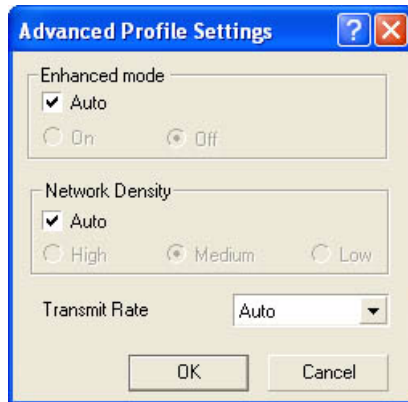 Advanced Profile Settings
Enhanced mode
Auto
On Off
Network Density
Auto
High Medium Low
Transmit Rate Auto
OK Cancel